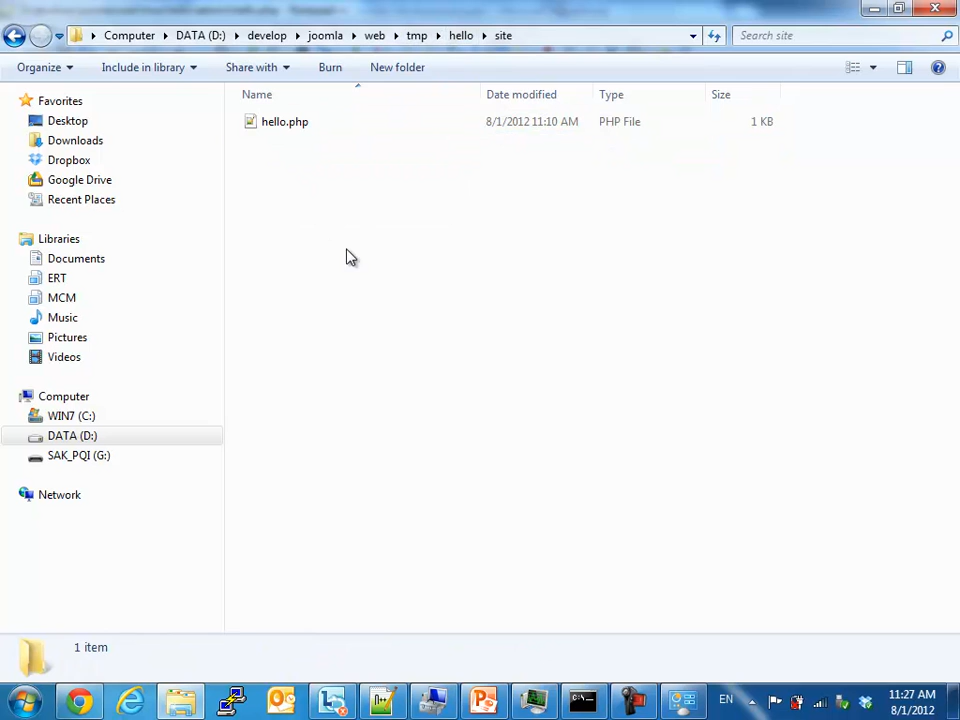 Computer DATA (D:) develop joomla web tmp hello site
Search site
Organize Include in library Share with Burn New folder
Name Date modified Type Size
hello.php 8/1/2012 11:10 AM PHP File 1 KB
Favorites
Desktop
Downloads
Dropbox
Google Drive
Recent Places
Libraries
Documents
ERT
MCM
Music
Pictures
Videos
Computer
WIN7 (C:)
DATA (D:)
SAK_PQI (G:)
Network
1 item
EN
11:27 AM
8/1/2012